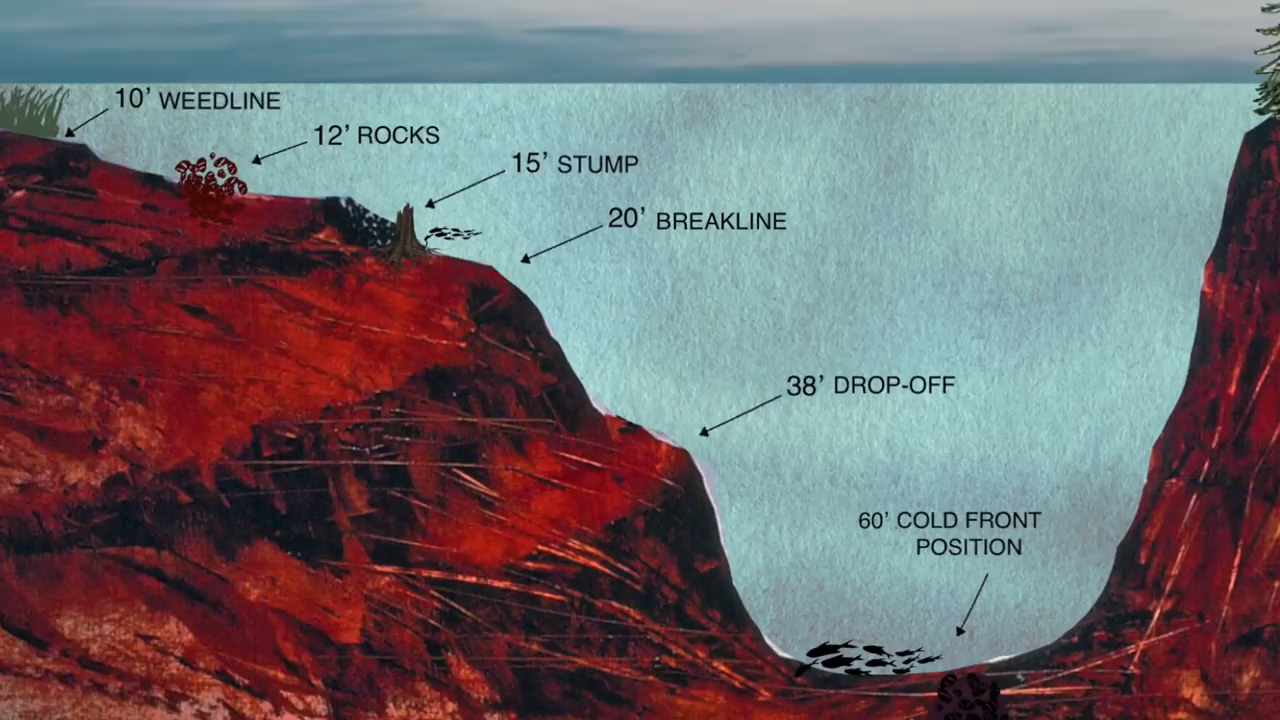 10’ WEEDLINE
12’ ROCKS
15’ STUMP
20’ BREAKLINE
38’ DROP-OFF
60’ COLD FRONT
POSITION